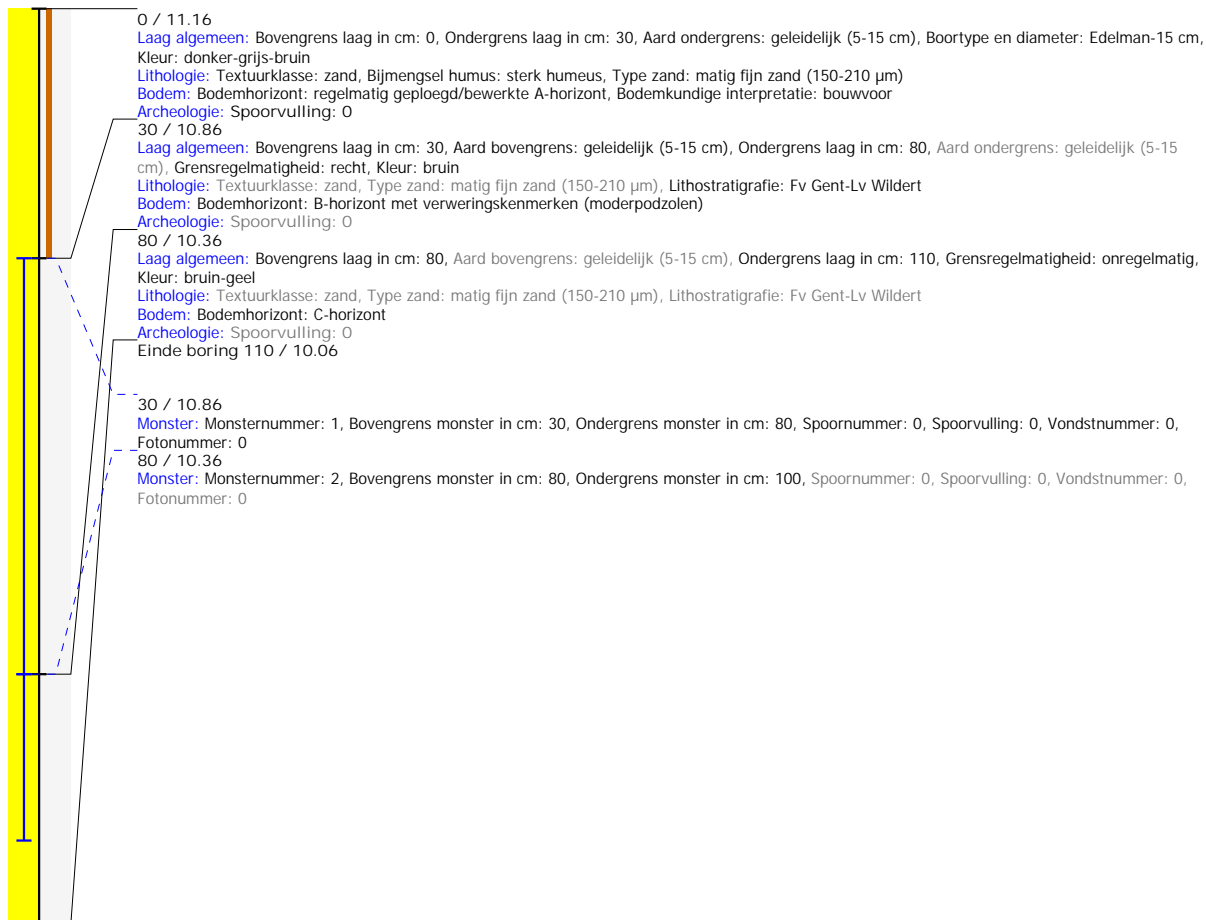 0 / 11.16
Laag algemeen: Bovengrens laag in cm: 0, Ondergrens laag in cm: 30, Aard ondergrens: geleidelijk (5-15 cm), Boortype en diameter: Edelman-15 cm,
Kleur: donker-grijs-bruin
Lithologie: Textuurklasse: zand, Bijmengsel humus: sterk humeus, Type zand: matig fijn zand (150-210 µm)
Bodem: Bodemhorizont: regelmatig geploegd/bewerkte A-horizont, Bodemkundige interpretatie: bouwvoor
Archeologie: Spoorvulling: 0
30 / 10.86
Laag algemeen: Bovengrens laag in cm: 30, Aard bovengrens: geleidelijk (5-15 cm), Ondergrens laag in cm: 80, Aard ondergrens: geleidelijk (5-15
cm), Grensregelmatigheid: recht, Kleur: bruin
Lithologie: Textuurklasse: zand, Type zand: matig fijn zand (150-210 µm), Lithostratigrafie: Fv Gent-Lv Wildert
Bodem: Bodemhorizont: B-horizont met verweringskenmerken (moderpodzolen)
Archeologie: Spoorvulling: 0
80 / 10.36
Laag algemeen: Bovengrens laag in cm: 80, Aard bovengrens: geleidelijk (5-15 cm), Ondergrens laag in cm: 110, Grensregelmatigheid: onregelmatig,
Kleur: bruin-geel
Lithologie: Textuurklasse: zand, Type zand: matig fijn zand (150-210 µm), Lithostratigrafie: Fv Gent-Lv Wildert
Bodem: Bodemhorizont: C-horizont
Archeologie: Spoorvulling: 0
Einde boring 110 / 10.06
30 / 10.86
Monster: Monsternummer: 1, Bovengrens monster in cm: 30, Ondergrens monster in cm: 80, Spoornummer: 0, Spoorvulling: 0, Vondstnummer: 0,
Fotonummer: 0
80 / 10.36
Monster: Monsternummer: 2, Bovengrens monster in cm: 80, Ondergrens monster in cm: 100, Spoornummer: 0, Spoorvulling: 0, Vondstnummer: 0,
Fotonummer: 0